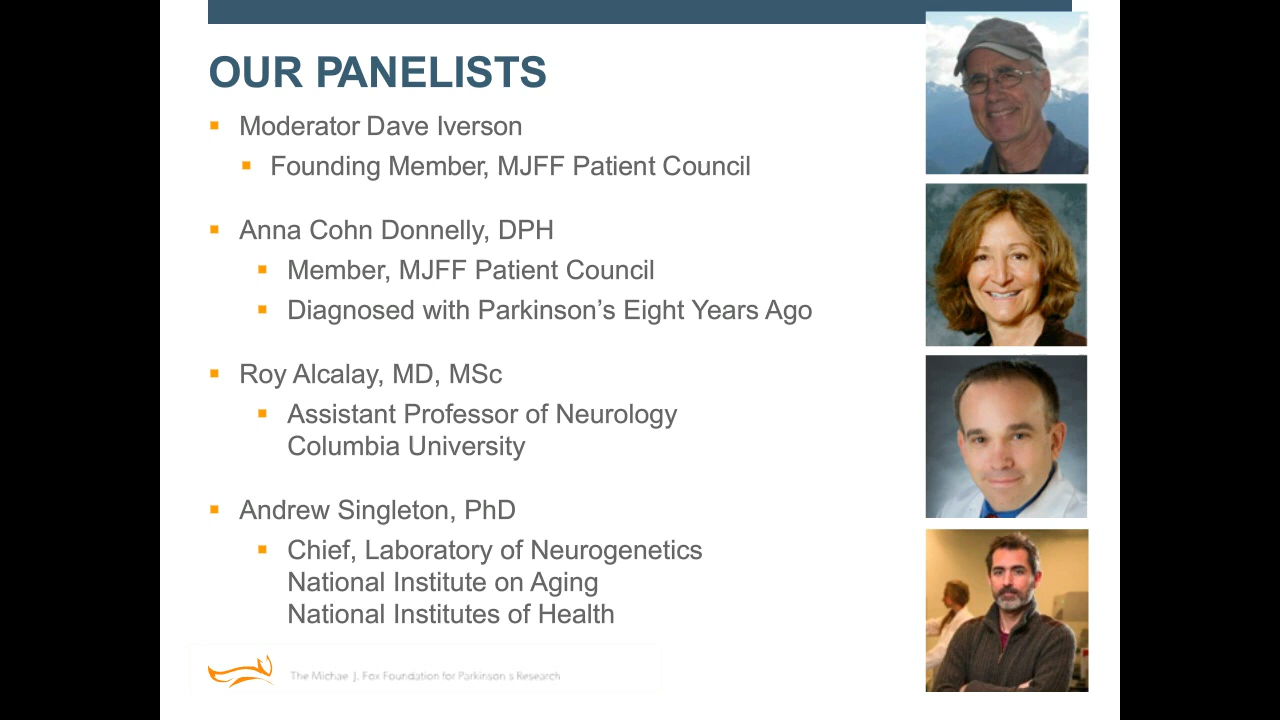 OUR PANELISTS
Moderator Dave Iverson
Founding Member, MJFF Patient Council
Anna Cohn Donnelly, DPH
Member, MJFF Patient Council
Diagnosed with Parkinson’s Eight Years Ago
Roy Alcalay, MD, MSc
Assistant Professor of Neurology
Columbia University
Andrew Singleton, PhD
Chief, Laboratory of Neurogenetics
National Institute on Aging
National Institutes of Health
The Michae J. Fox Foundation for Parkinson s Research